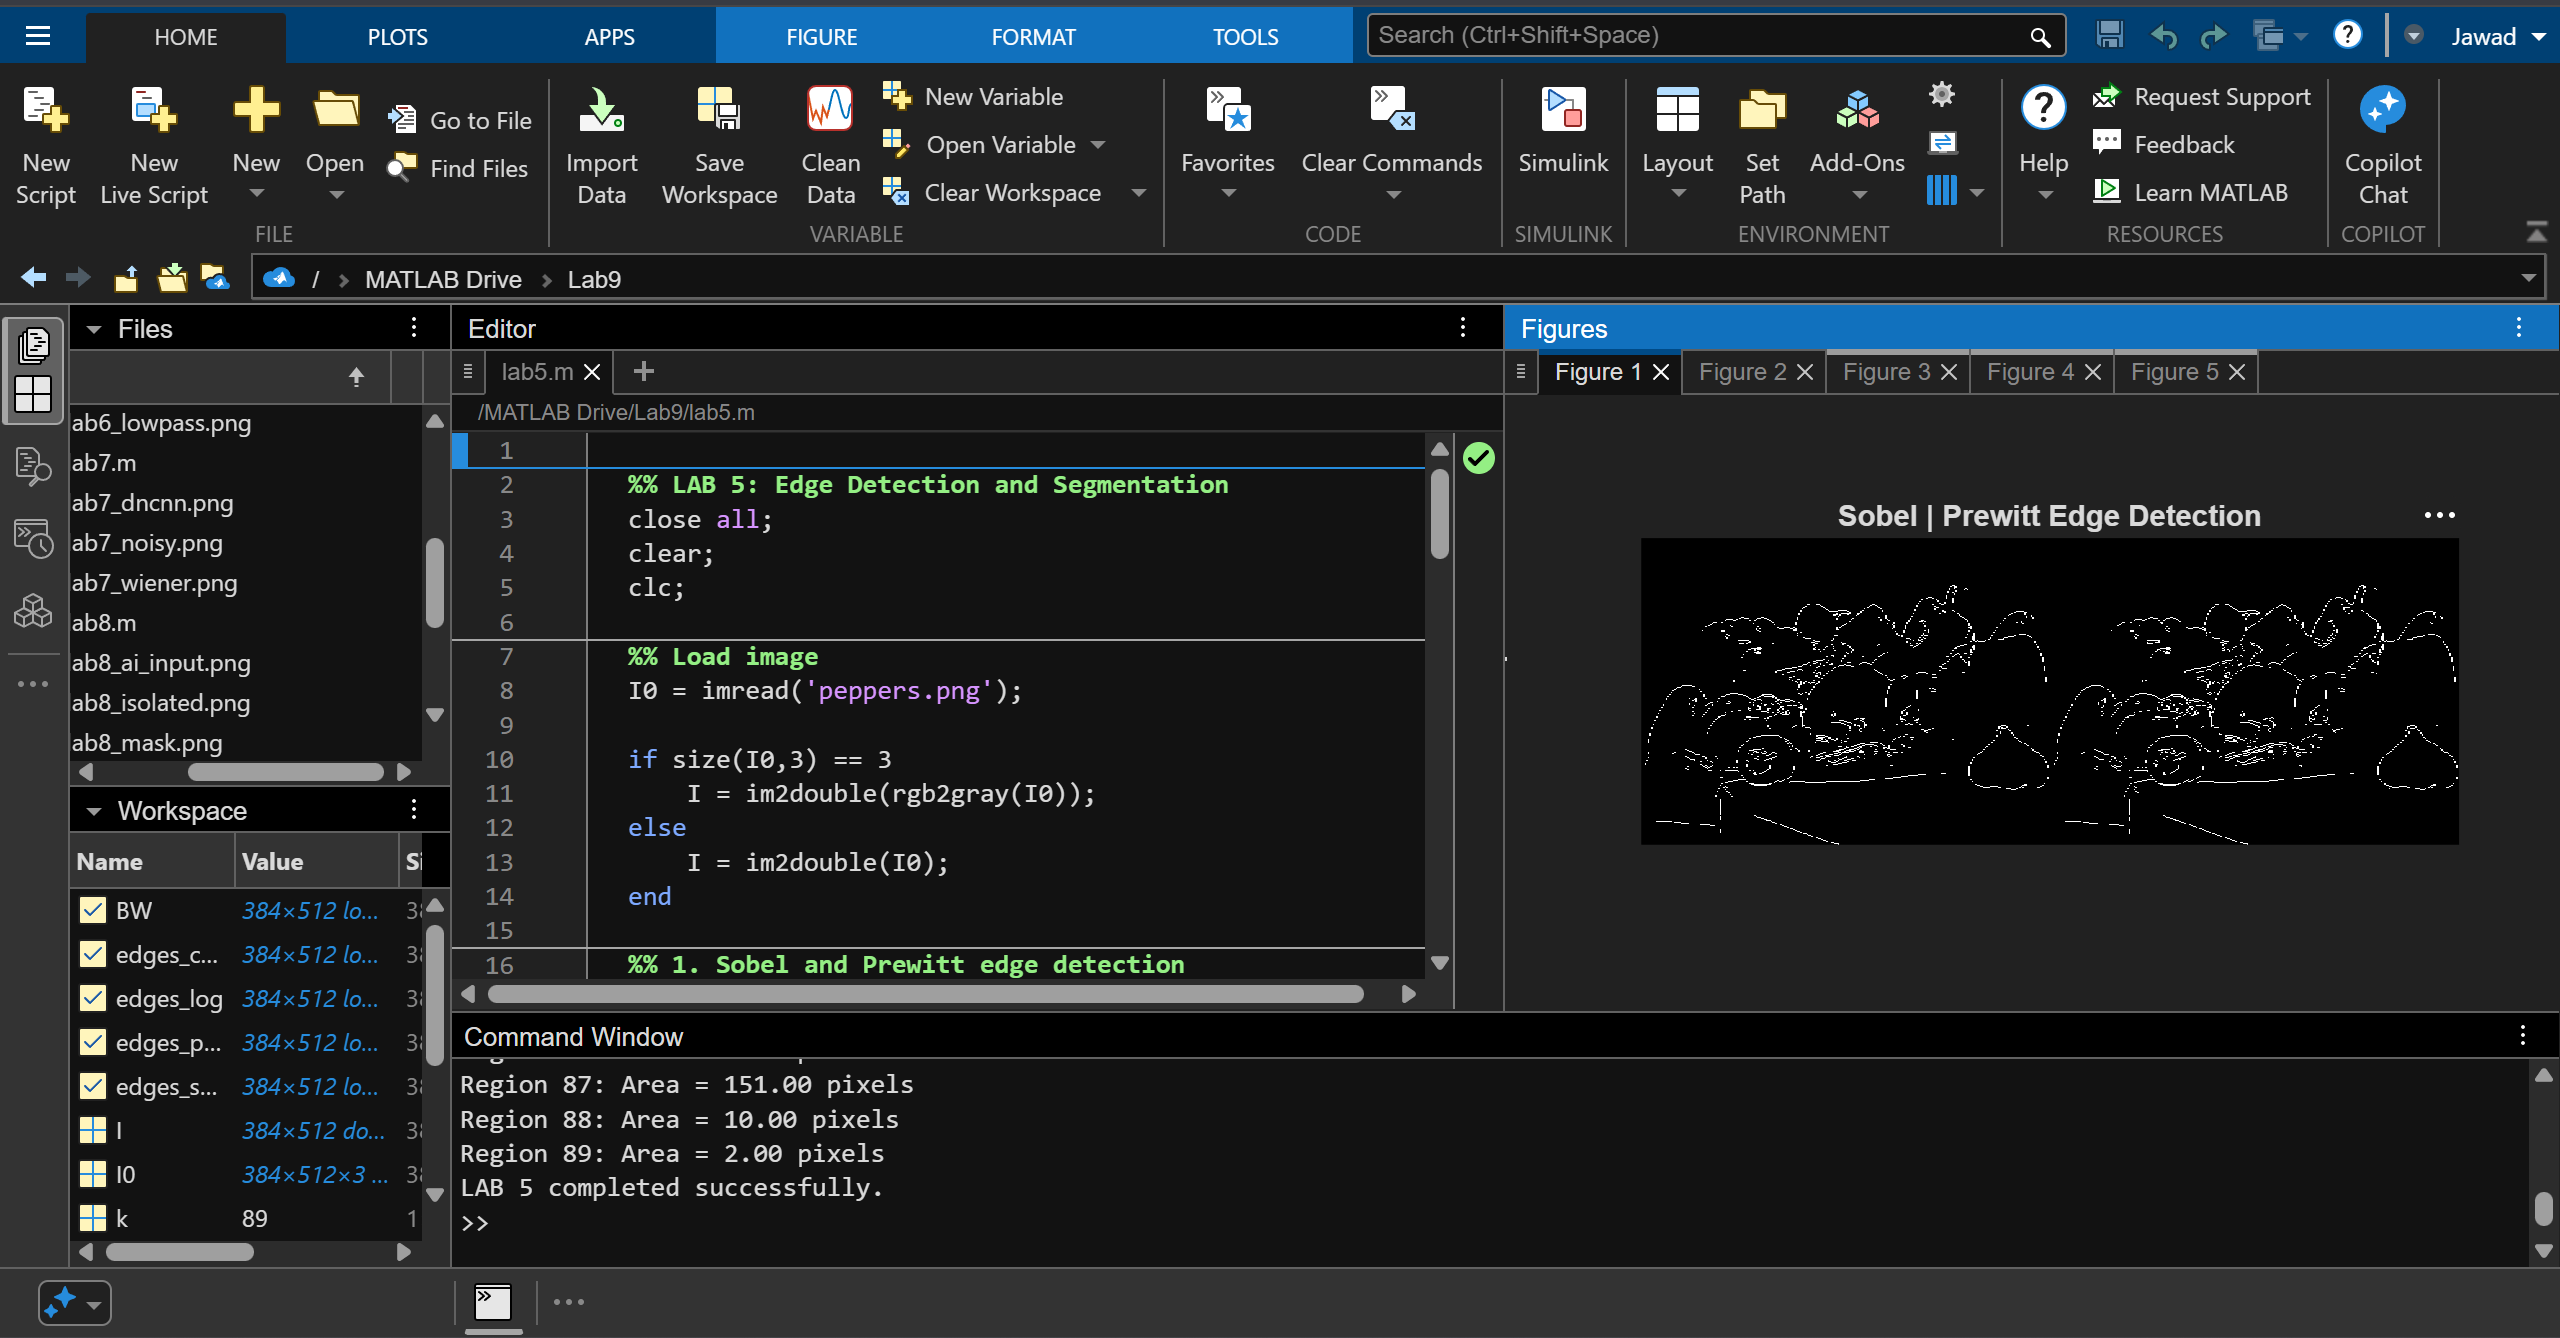 HOME
PLOTS
APPS
FIGURE
FORMAT
TOOLS
Search (Ctrl+Shift+Space)
Jawad
New Script
New Live Script
New
Open
Go to File
Find Files
FILE
Import Data
Save Workspace
Clean Data
New Variable
Open Variable
Clear Workspace
VARIABLE
Favorites
Clear Commands
CODE
Simulink
SIMULINK
Layout
Set Path
Add-Ons
ENVIRONMENT
Help
Request Support
Feedback
Learn MATLAB
RESOURCES
Copilot Chat
COPILOT
/ > MATLAB Drive > Lab9
Files
ab6_lowpass.png
ab7.m
ab7_dncnn.png
ab7_noisy.png
ab7_wiener.png
ab8.m
ab8_ai_input.png
ab8_isolated.png
ab8_mask.png
Workspace
Name Value Si
BW 384×512 lo... 38
edges_c... 384×512 lo... 38
edges_log 384×512 lo... 38
edges_p... 384×512 lo... 38
edges_s... 384×512 lo... 38
I 384×512 do... 38
I0 384×512×3 ... 38
k 89 1
Editor
lab5.m
/MATLAB Drive/Lab9/lab5.m
1
2 %% LAB 5: Edge Detection and Segmentation
3 close all;
4 clear;
5 clc;
6
7 %% Load image
8 I0 = imread('peppers.png');
9
10 if size(I0,3) == 3
11     I = im2double(rgb2gray(I0));
12 else
13     I = im2double(I0);
14 end
15
16 %% 1. Sobel and Prewitt edge detection
Figures
Figure 1
Figure 2
Figure 3
Figure 4
Figure 5
Sobel | Prewitt Edge Detection
Command Window
Region 87: Area = 151.00 pixels
Region 88: Area = 10.00 pixels
Region 89: Area = 2.00 pixels
LAB 5 completed successfully.
>>